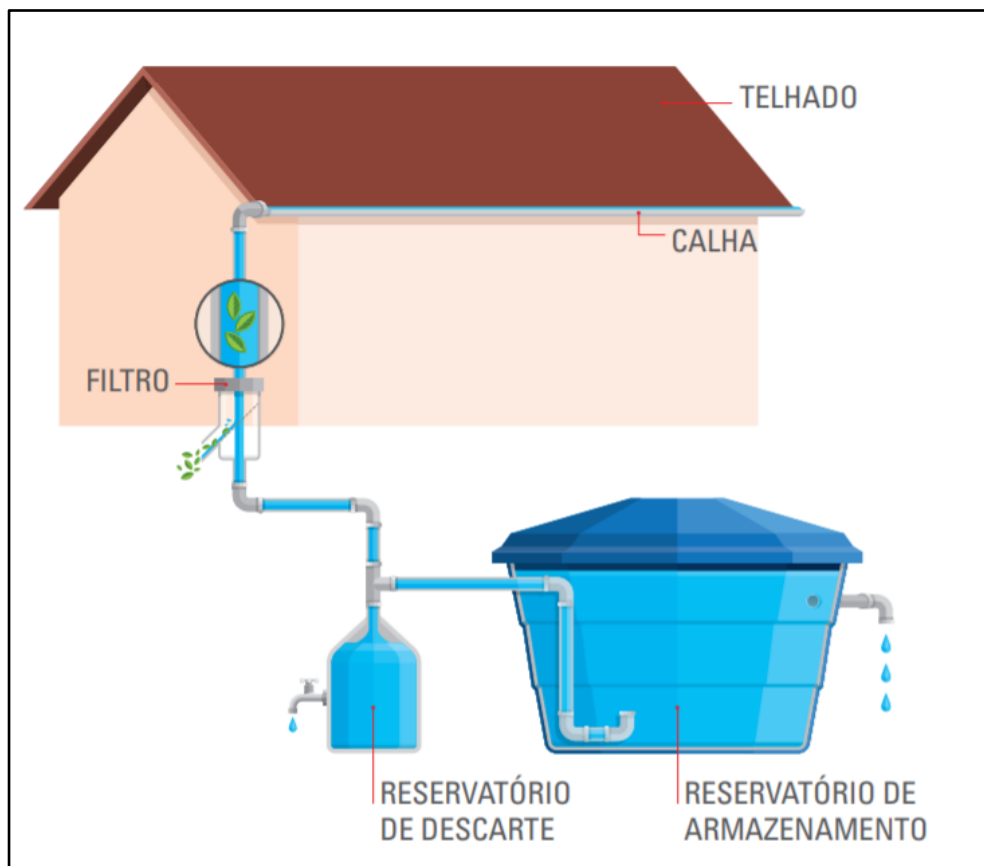 TELHADO
CALHA
FILTRO
RESERVATÓRIO
DE DESCARTE
RESERVATÓRIO DE
ARMAZENAMENTO